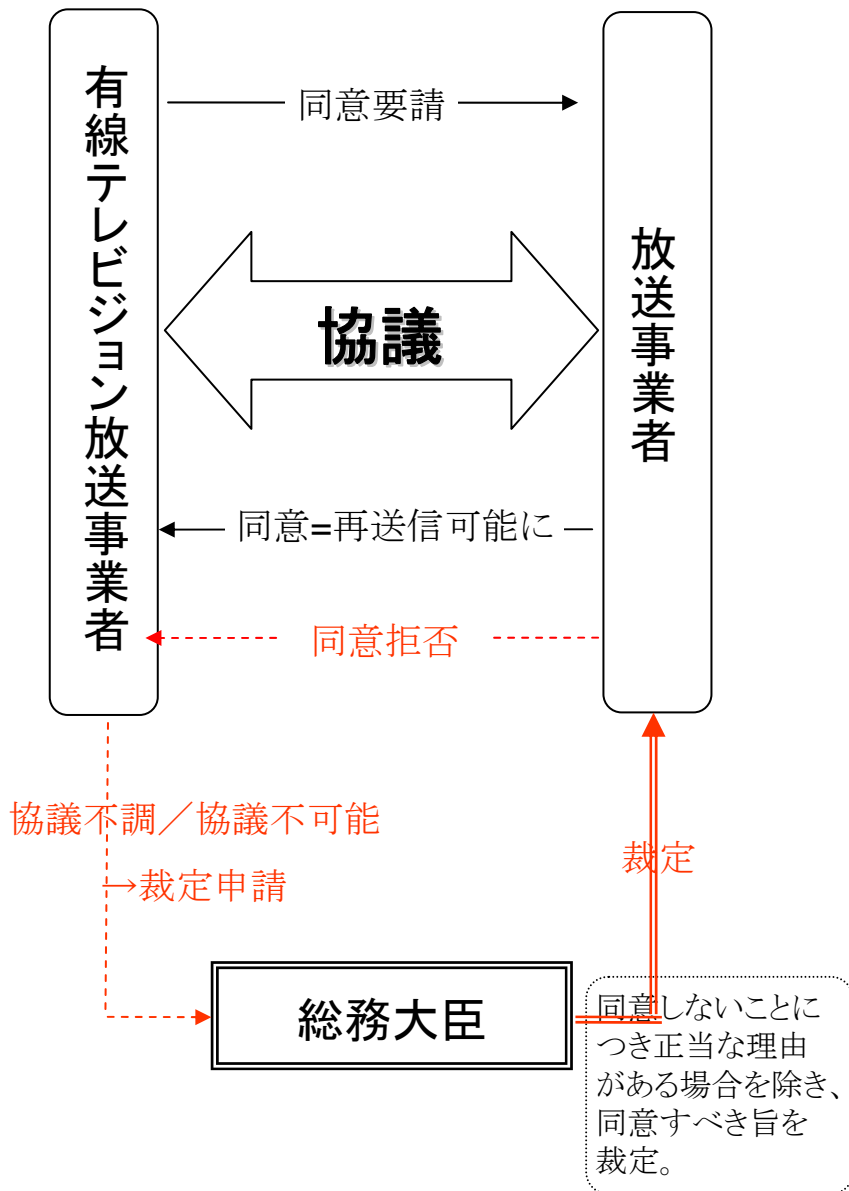 有線テレビジョン放送事業者
同意要請
放送事業者
協議
同意=再送信可能に
同意拒否
協議不調／協議不可能
→裁定申請
裁定
総務大臣
同意しないことに
つき正当な理由
がある場合を除き、
同意すべき旨を
裁定。